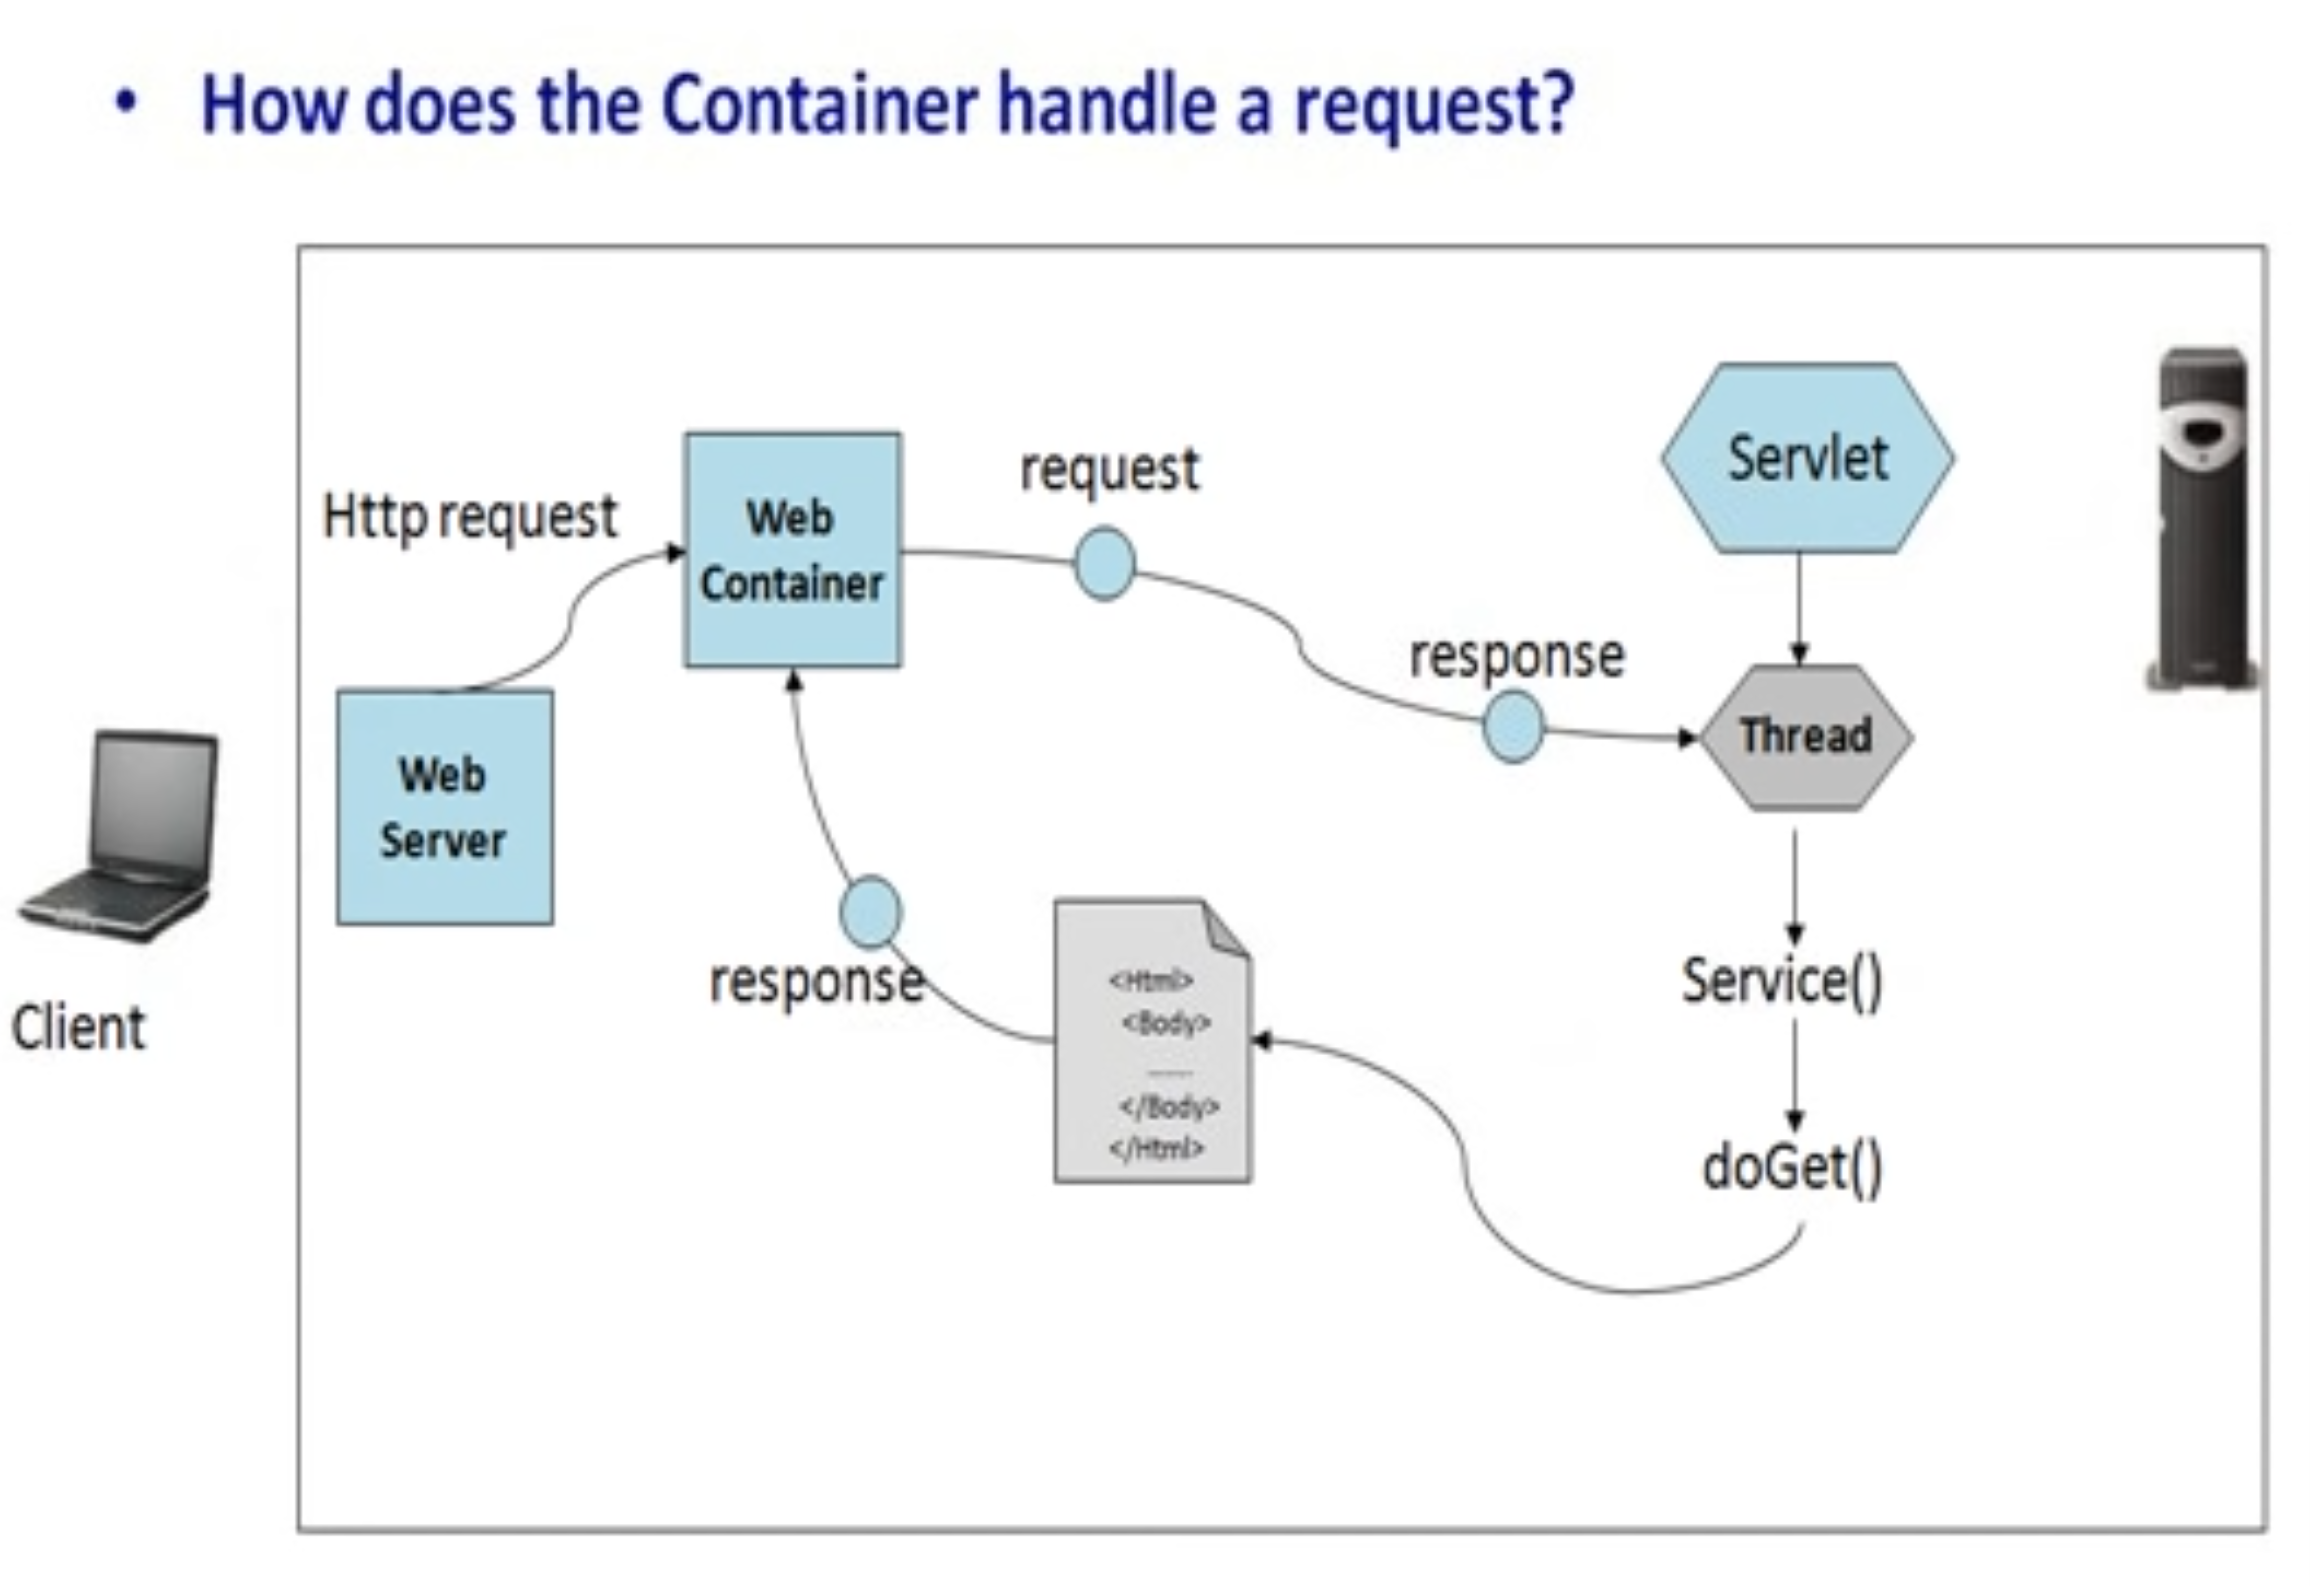 • How does the Container handle a request?
Http request
Web
Container
request
Servlet
response
Thread
Web
Server
Client
response
<Html>
<Body>
......
</Body>
</Html>
Service()
doGet()